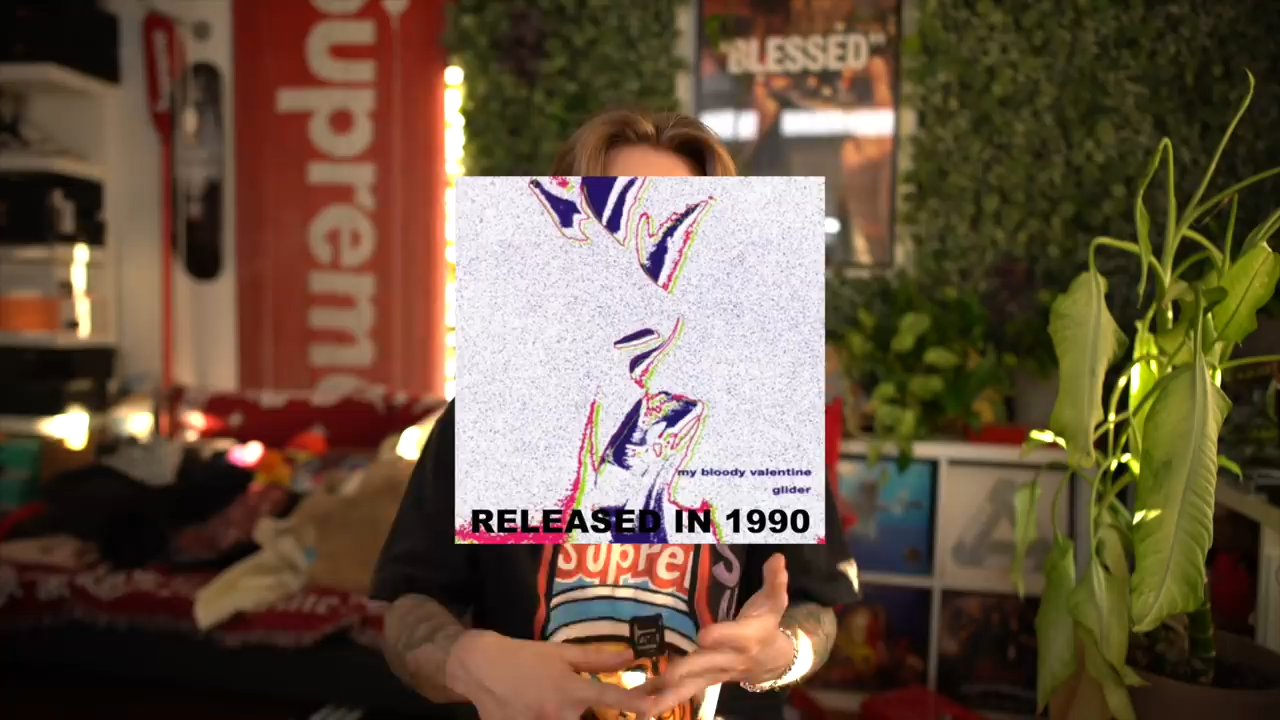 Supreme
"BLESSED"
my bloody valentine
glider
RELEASED IN 1990
Supre